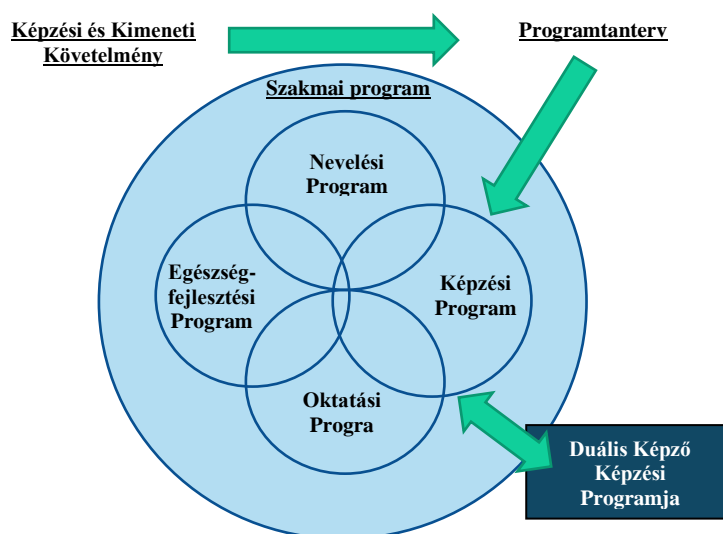 Képzési és Kimeneti
Követelmény
Programtanterv
Szakmai program
Nevelési
Program
Egészség-
fejlesztési
Program
Képzési
Program
Oktatási
Progra
Duális Képző
Képzési
Programja